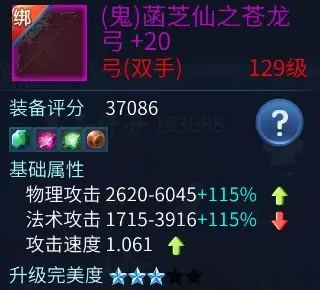 绑
(鬼)菡芝仙之苍龙
弓 +20
弓(双手) 129级
装备评分 37086
?
基础属性
物理攻击 2620-6045+115%
法术攻击 1715-3916+115%
攻击速度 1.061
升级完美度